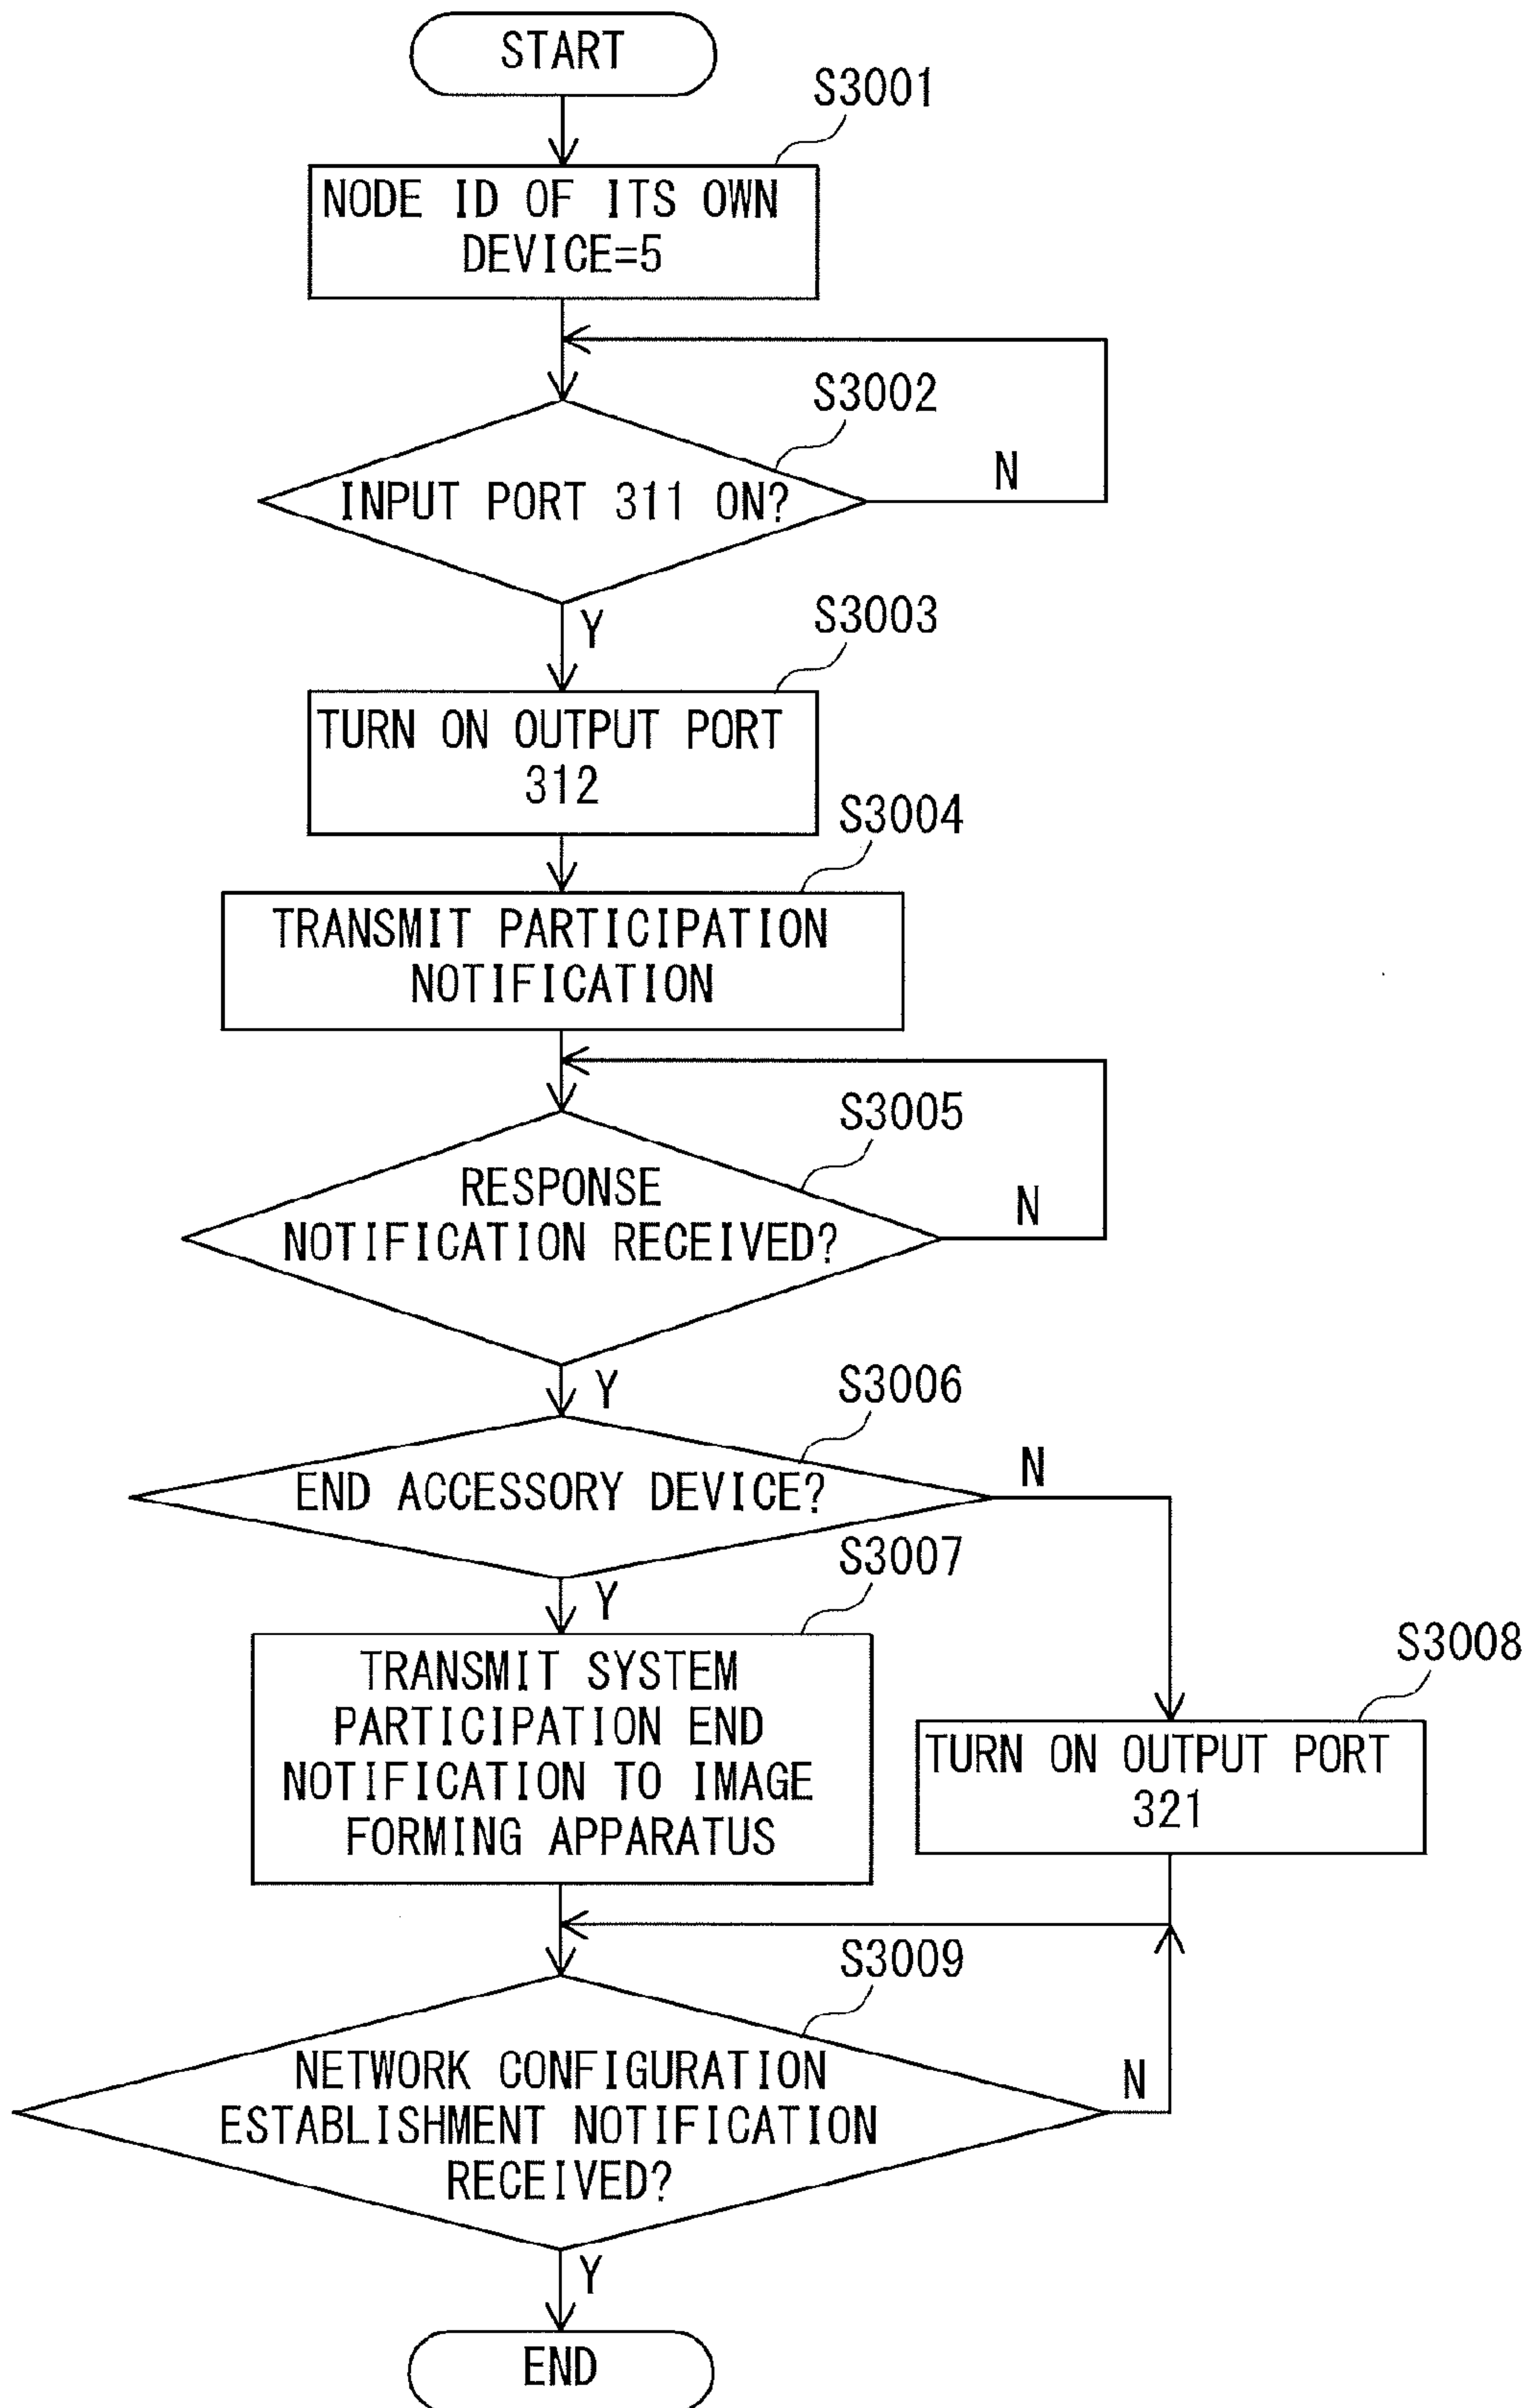 START
S3001
NODE ID OF ITS OWN
DEVICE=5
S3002
INPUT PORT 311 ON?
N
Y
S3003
TURN ON OUTPUT PORT
312
S3004
TRANSMIT PARTICIPATION
NOTIFICATION
S3005
RESPONSE
NOTIFICATION RECEIVED?
N
Y
S3006
END ACCESSORY DEVICE?
N
Y
S3007
TRANSMIT SYSTEM
PARTICIPATION END
NOTIFICATION TO IMAGE
FORMING APPARATUS
S3008
TURN ON OUTPUT PORT
321
S3009
NETWORK CONFIGURATION
ESTABLISHMENT NOTIFICATION
RECEIVED?
N
Y
END